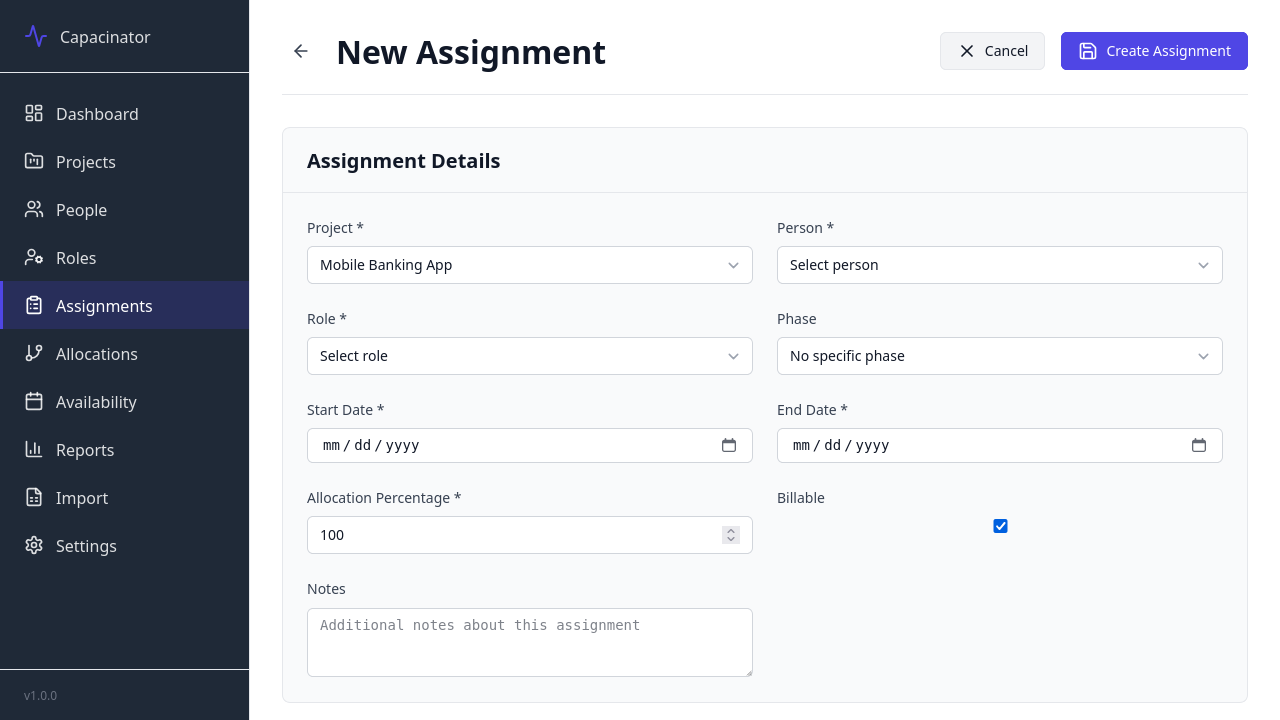 Capacinator
Dashboard
Projects
People
Roles
Assignments
Allocations
Availability
Reports
Import
Settings
v1.0.0
New Assignment
Cancel
Create Assignment
Assignment Details
Project *
Mobile Banking App
Person *
Select person
Role *
Select role
Phase
No specific phase
Start Date *
mm/dd/yyyy
End Date *
mm/dd/yyyy
Allocation Percentage *
100
Billable
Notes
Additional notes about this assignment